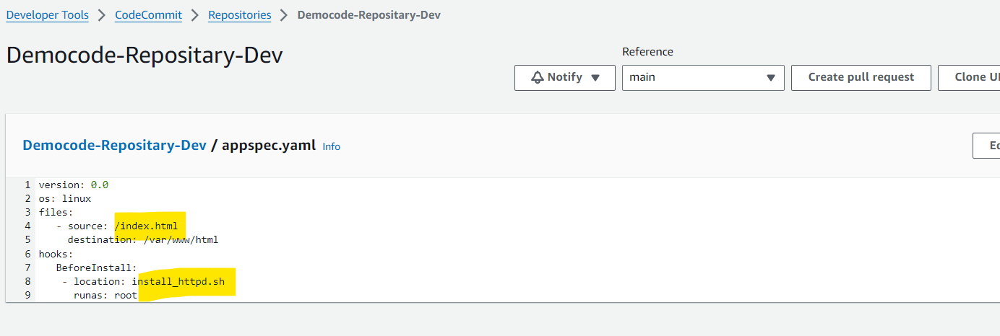 Developer Tools > CodeCommit > Repositories > Democode-Repositary-Dev
Democode-Repositary-Dev
Reference
Notify ▼
main ▼
Create pull request
Democode-Repositary-Dev / appspec.yaml Info
1 version: 0.0
2 os: linux
3 files:
4 - source: /index.html
5 destination: /var/www/html
6 hooks:
7 BeforeInstall:
8 - location: install_httpd.sh
9 runas: root
Clone